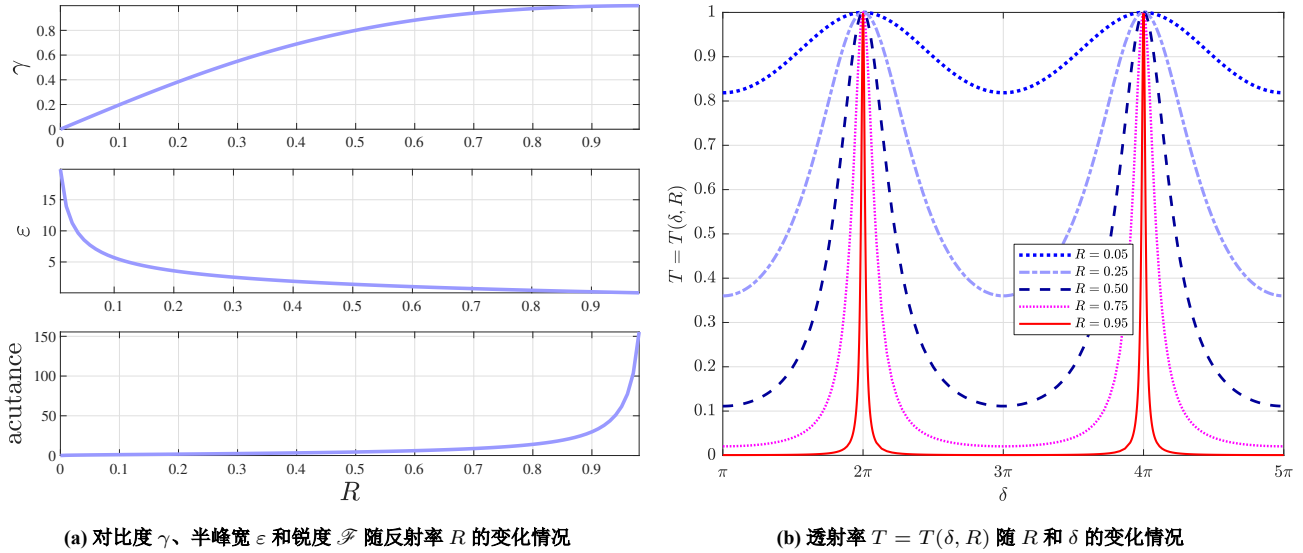 0.8
0.6
0.4
0.2
0
γ
0 0.1 0.2 0.3 0.4 0.5 0.6 0.7 0.8 0.9
15
10
5
ε
0.1 0.2 0.3 0.4 0.5 0.6 0.7 0.8 0.9
150
100
50
0
acutance
0 0.1 0.2 0.3 0.4 0.5 0.6 0.7 0.8 0.9
R
(a) 对比度 γ、半峰宽 ε 和锐度 ℱ 随反射率 R 的变化情况
1
0.9
0.8
0.7
0.6
0.5
0.4
0.3
0.2
0.1
0
T = T(δ, R)
R = 0.05
R = 0.25
R = 0.50
R = 0.75
R = 0.95
π 2π 3π 4π 5π
δ
(b) 透射率 T = T(δ, R) 随 R 和 δ 的变化情况